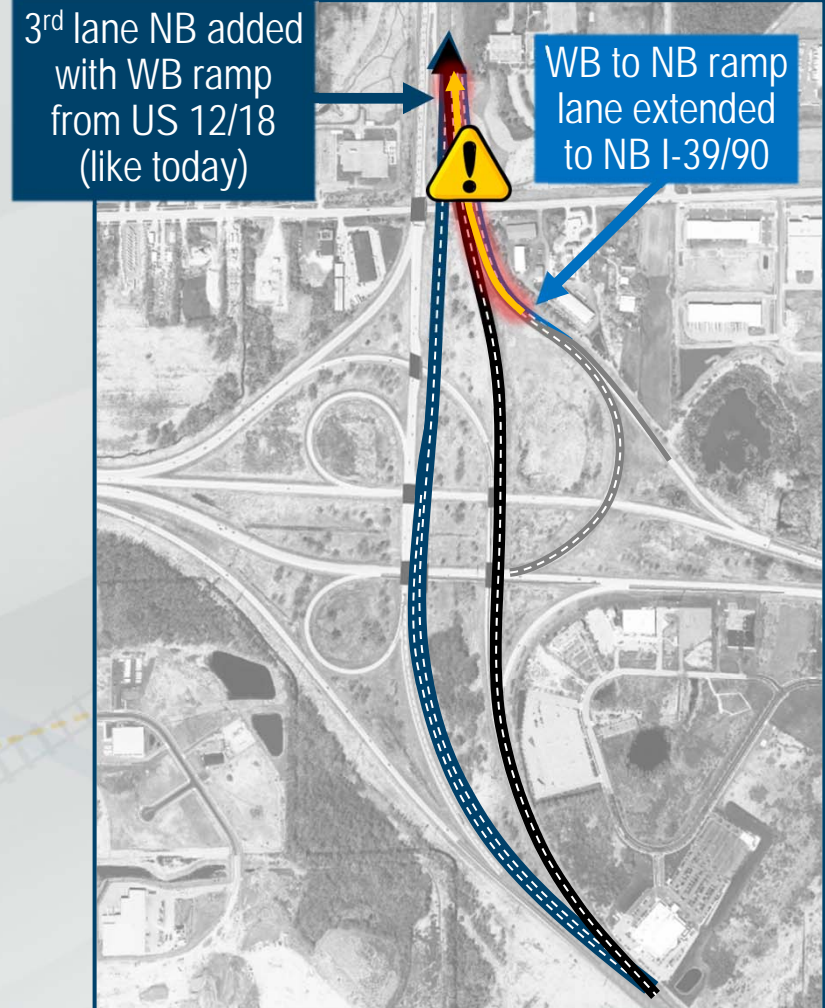 3rd lane NB added
with WB ramp
from US 12/18
(like today)
WB to NB ramp
lane extended
to NB I-39/90
!